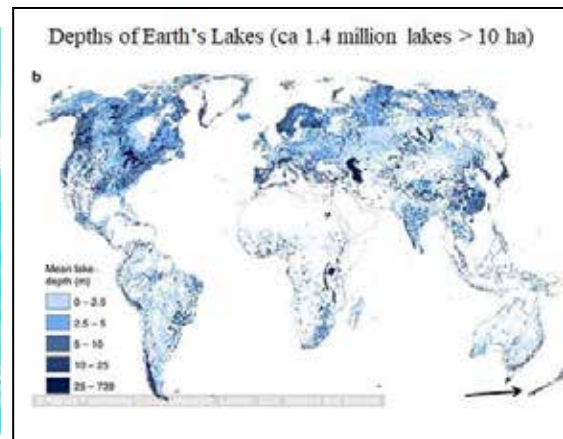 Depths of Earth's Lakes (ca 1.4 million lakes > 10 ha)
b
Mean lake
depth (m)
0 – 2.5
2.5 – 5
5 – 10
10 – 25
25 – 739